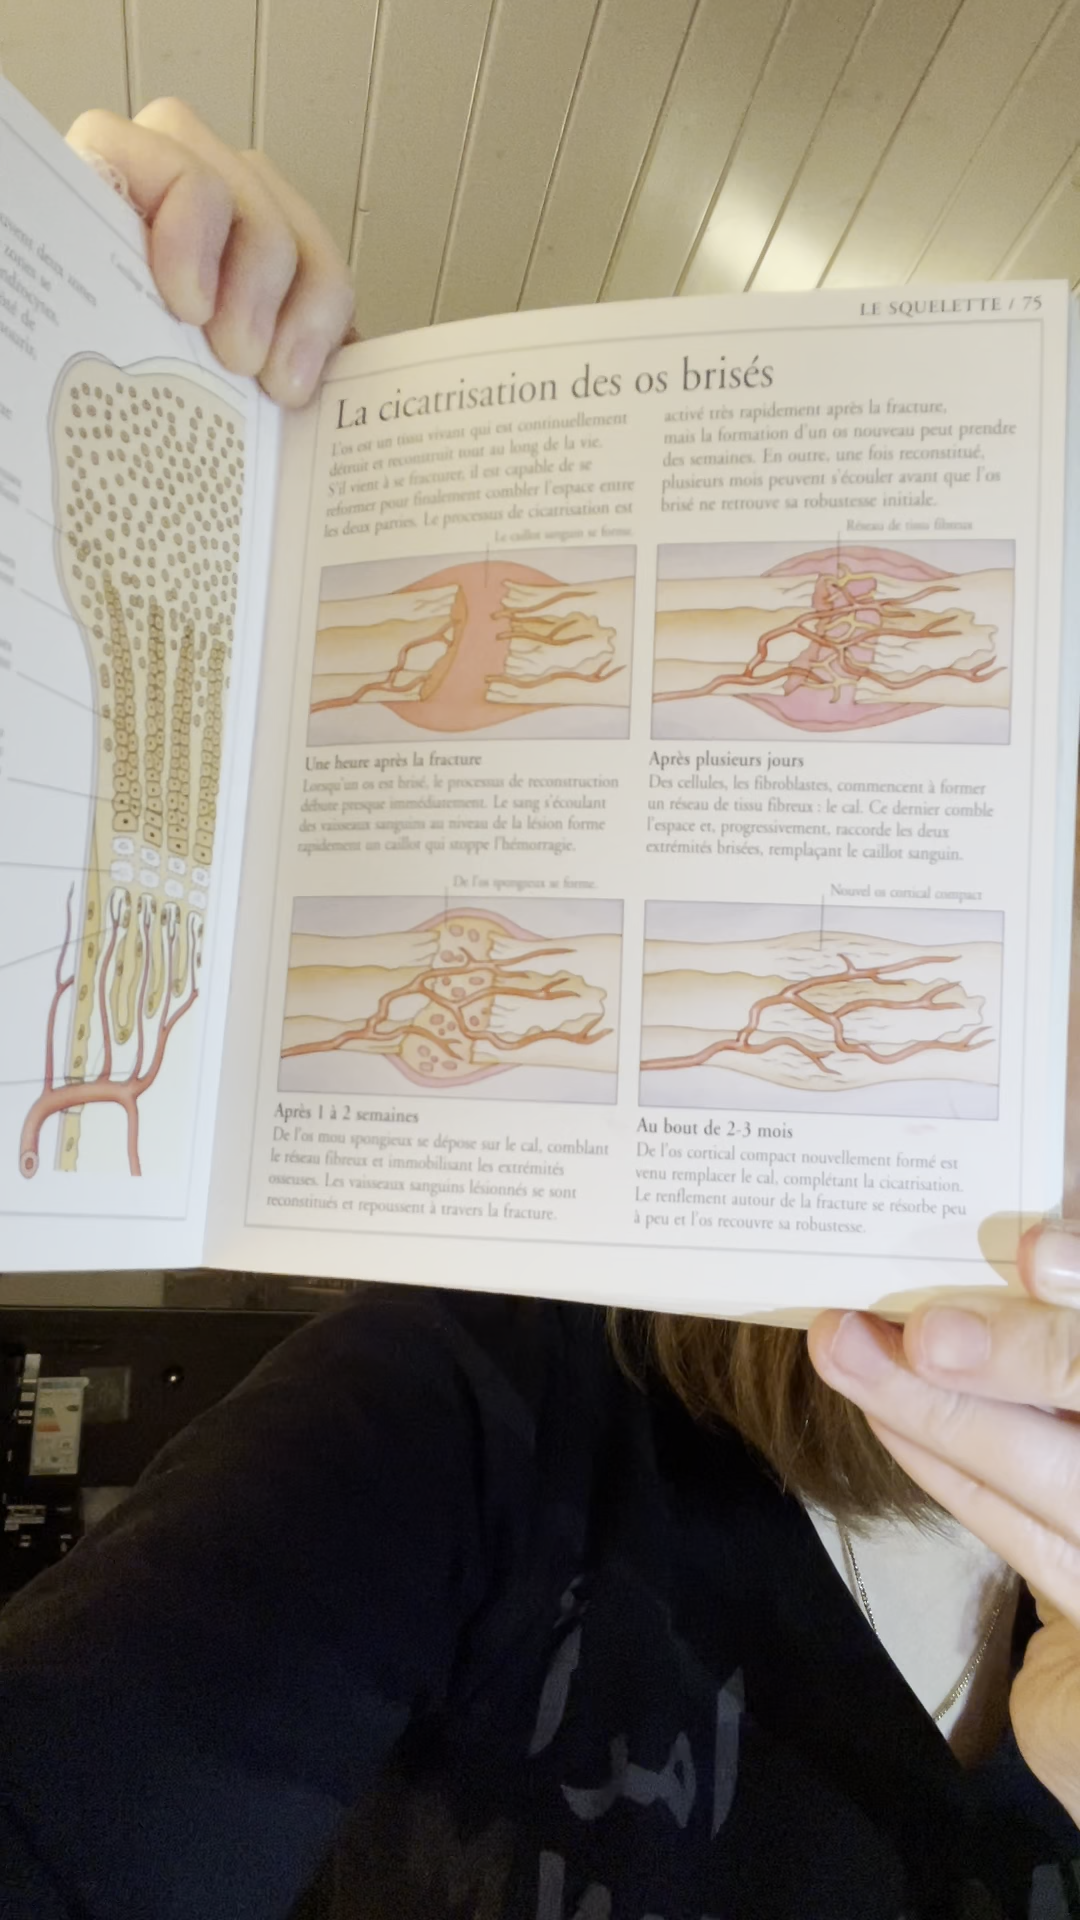 LE SQUELETTE / 75
La cicatrisation des os brisés
L'os est un tissu vivant qui est continuellement
détruit et reconstruit tout au long de la vie.
S'il vient à se fracturer, il est capable de se
reformer pour finalement combler l'espace entre
les deux parties. Le processus de cicatrisation est
activé très rapidement après la fracture,
mais la formation d'un os nouveau peut prendre
des semaines. En outre, une fois reconstitué,
plusieurs mois peuvent s'écouler avant que l'os
brisé ne retrouve sa robustesse initiale.
Le caillot sanguin se forme.
Une heure après la fracture
Lorsqu'un os est brisé, le processus de reconstruction
débute presque immédiatement. Le sang s'écoulant
des vaisseaux sanguins au niveau de la lésion forme
rapidement un caillot qui stoppe l'hémorragie.
Réseau de tissu fibreux
Après plusieurs jours
Des cellules, les fibroblastes, commencent à former
un réseau de tissu fibreux : le cal. Ce dernier comble
l'espace et, progressivement, raccorde les deux
extrémités brisées, remplaçant le caillot sanguin.
De l'os spongieux se forme.
Après 1 à 2 semaines
De l'os mou spongieux se dépose sur le cal, comblant
le réseau fibreux et immobilisant les extrémités
osseuses. Les vaisseaux sanguins lésionnés se sont
reconstitués et repoussent à travers la fracture.
Nouvel os cortical compact
Au bout de 2-3 mois
De l'os cortical compact nouvellement formé est
venu remplacer le cal, complétant la cicatrisation.
Le renflement autour de la fracture se résorbe peu
à peu et l'os recouvre sa robustesse.